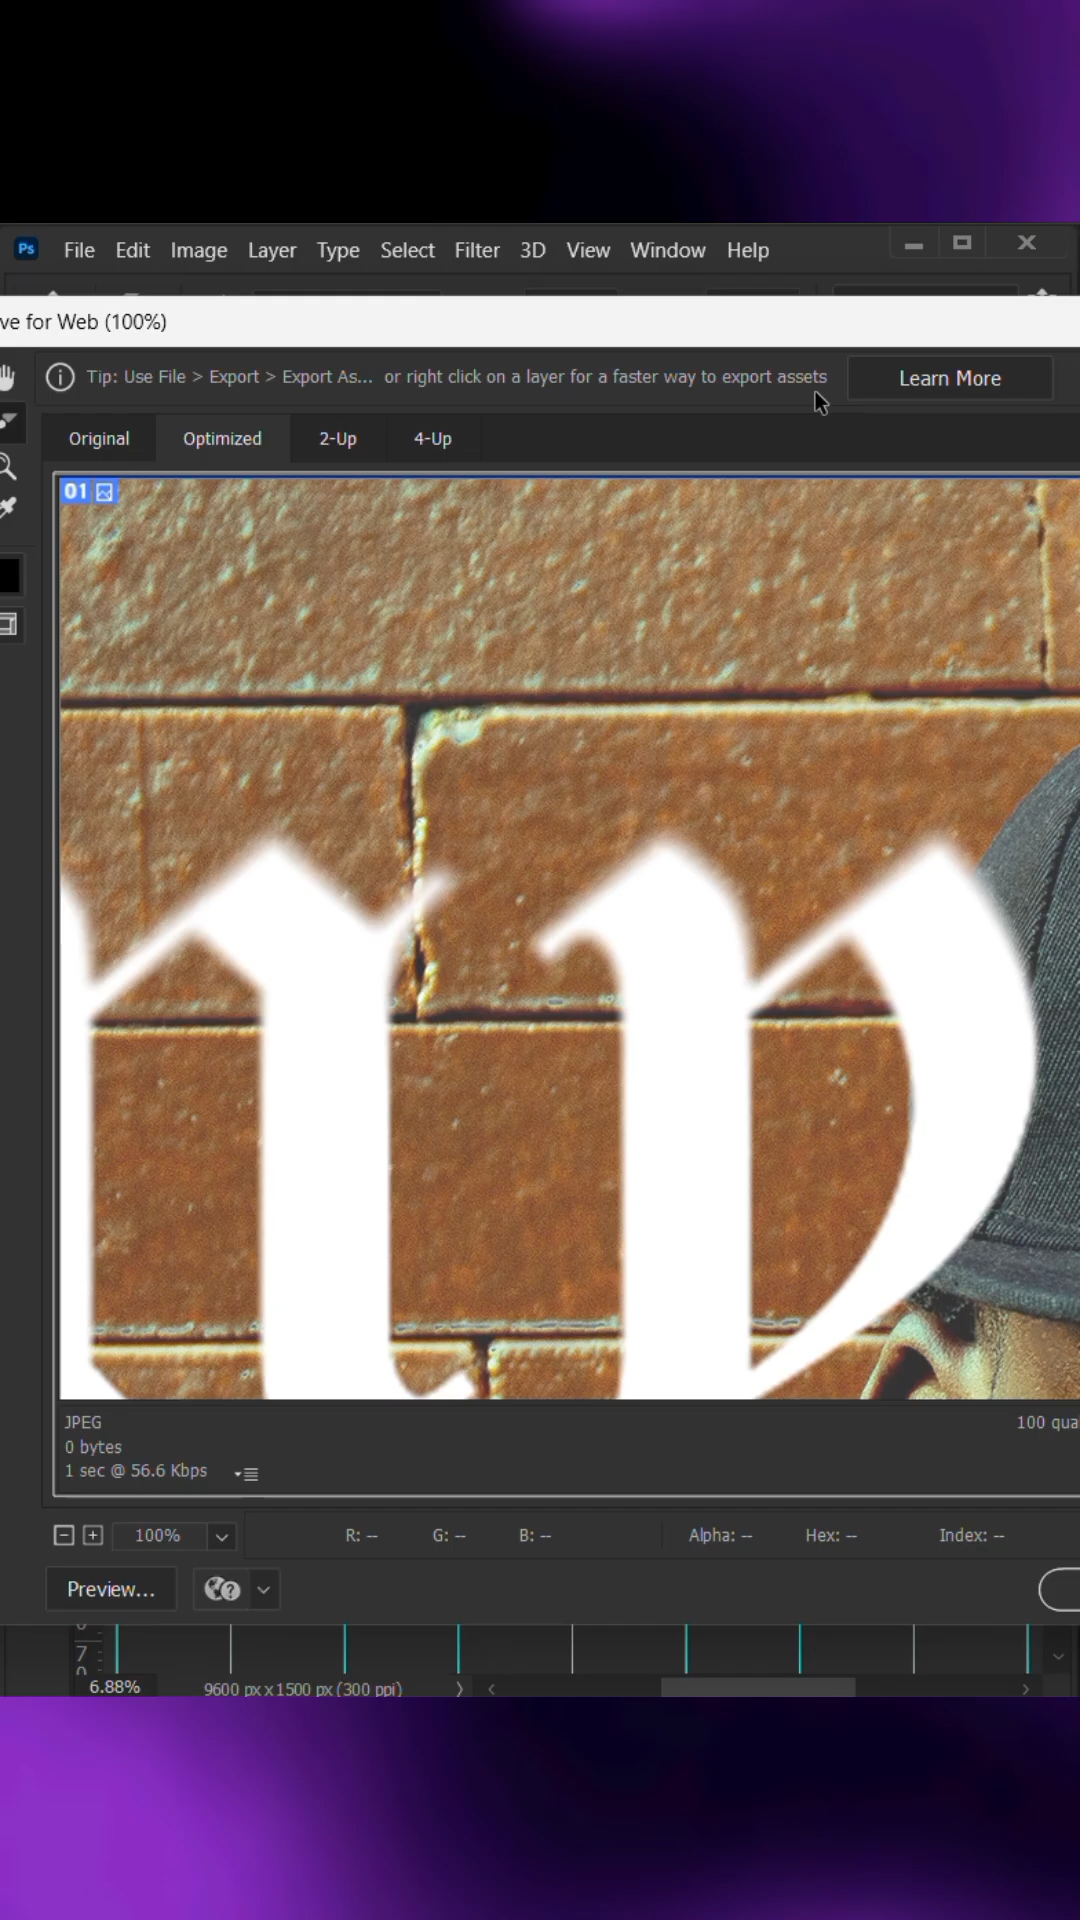 Ps File Edit Image Layer Type Select Filter 3D View Window Help
ve for Web (100%)
Tip: Use File > Export > Export As... or right click on a layer for a faster way to export assets Learn More
Original Optimized 2-Up 4-Up
01
JPEG 100 qua
0 bytes
1 sec @ 56.6 Kbps
100% R: -- G: -- B: -- Alpha: -- Hex: -- Index: --
Preview...
7
6.88% 9600 px x 1500 px (300 ppi)